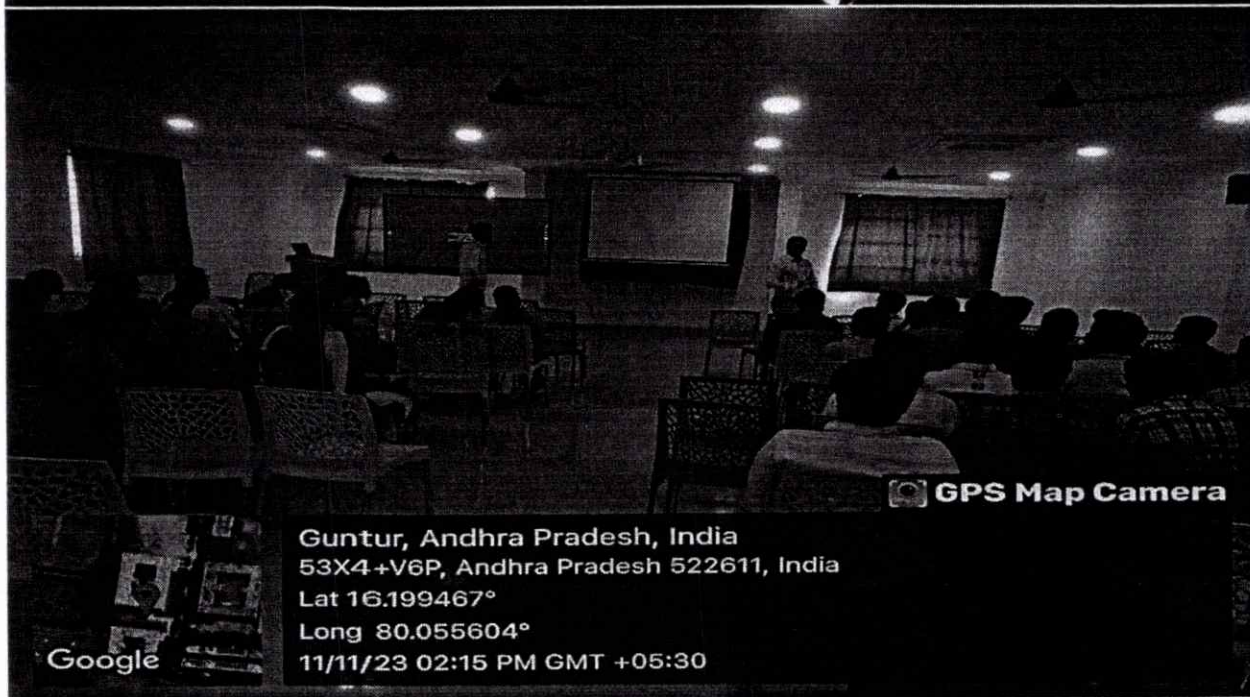 GPS Map Camera
Guntur, Andhra Pradesh, India
53X4+V6P, Andhra Pradesh 522611, India
Lat 16.199467°
Long 80.055604°
11/11/23 02:15 PM GMT +05:30
Google